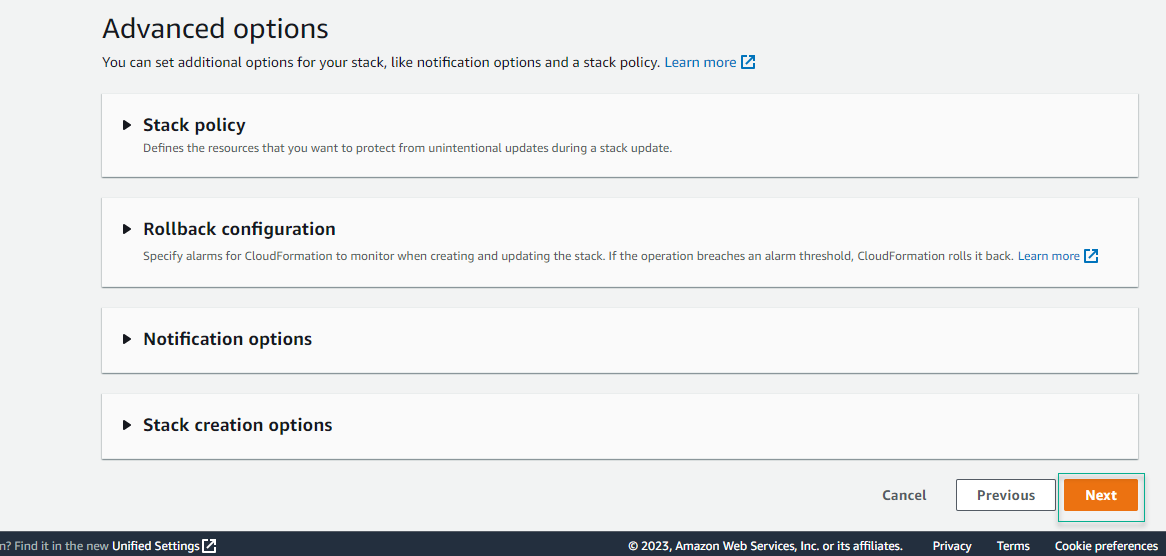 Advanced options
You can set additional options for your stack, like notification options and a stack policy. Learn more
Stack policy
Defines the resources that you want to protect from unintentional updates during a stack update.
Rollback configuration
Specify alarms for CloudFormation to monitor when creating and updating the stack. If the operation breaches an alarm threshold, CloudFormation rolls it back. Learn more
Notification options
Stack creation options
Cancel Previous Next
n? Find it in the new Unified Settings © 2023, Amazon Web Services, Inc. or its affiliates. Privacy Terms Cookie preferences